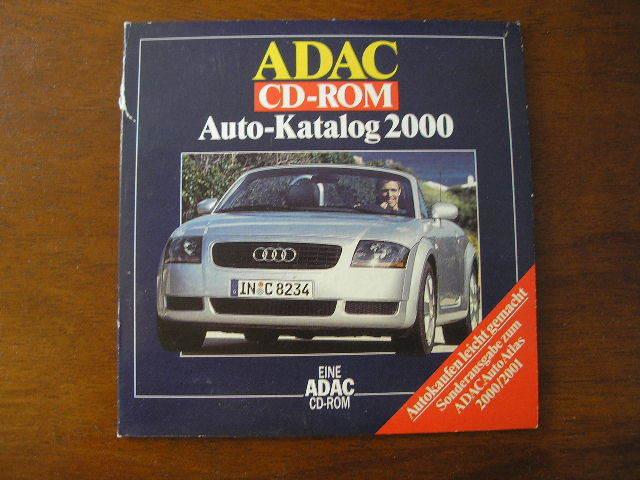 ADAC
CD-ROM
Auto-Katalog 2000
IN C 8234
EINE
ADAC
CD-ROM
Autokaufen leicht gemacht
Sonderausgabe zum
ADAC AutoAtlas
2000/2001